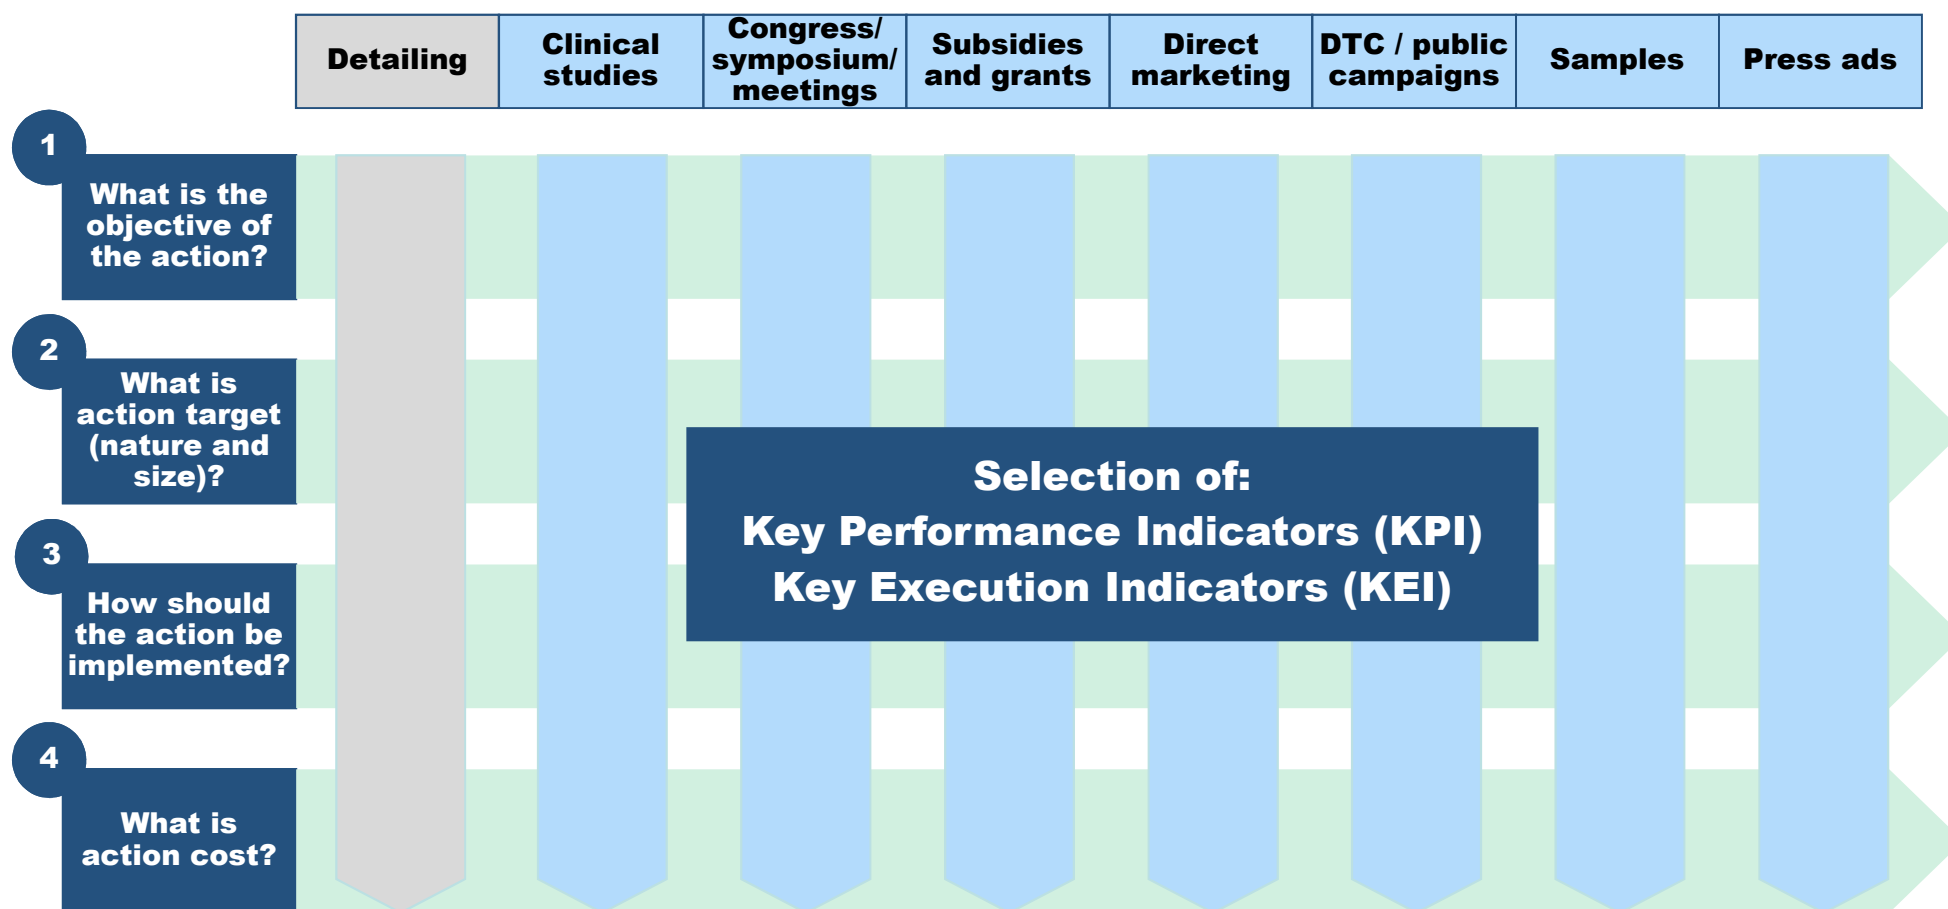 Detailing
Clinical
studies
Congress/
symposium/
meetings
Subsidies
and grants
Direct
marketing
DTC / public
campaigns
Samples
Press ads
1
What is the
objective of
the action?
2
What is
action target
(nature and
size)?
Selection of:
Key Performance Indicators (KPI)
Key Execution Indicators (KEI)
3
How should
the action be
implemented?
4
What is
action cost?